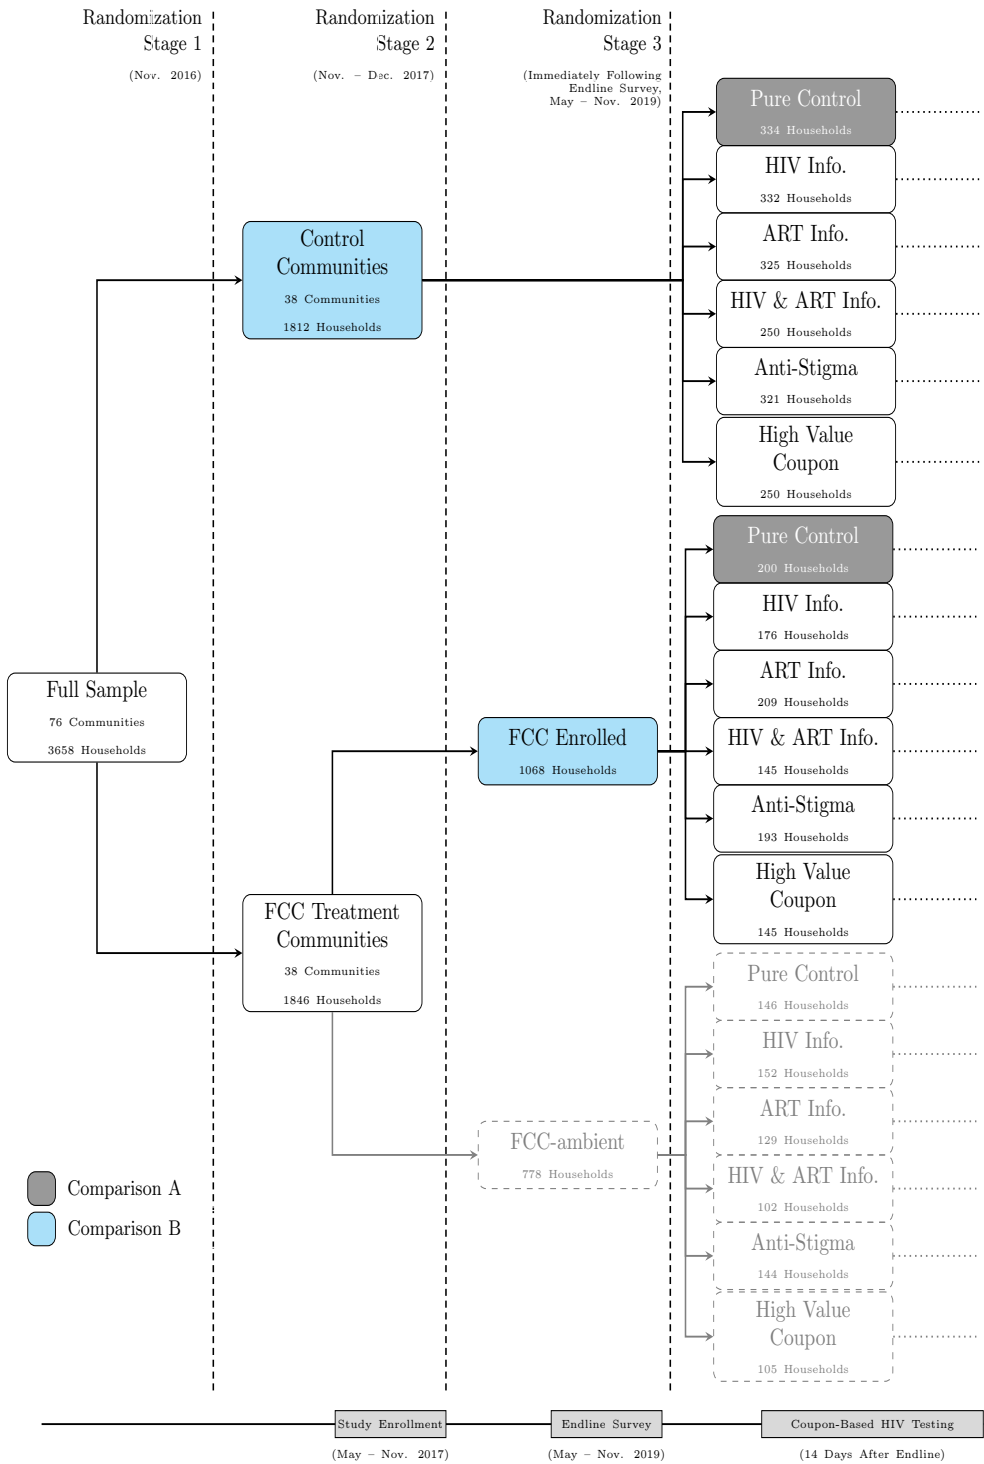 Randomization
Stage 1
(Nov. 2016)
Randomization
Stage 2
(Nov. – Dec. 2017)
Randomization
Stage 3
(Immediately Following
Endline Survey,
May – Nov. 2019)
Pure Control
334 Households
HIV Info.
332 Households
ART Info.
325 Households
HIV & ART Info.
250 Households
Anti-Stigma
321 Households
High Value
Coupon
250 Households
Control
Communities
38 Communities
1812 Households
Pure Control
200 Households
HIV Info.
176 Households
ART Info.
209 Households
HIV & ART Info.
145 Households
Anti-Stigma
193 Households
High Value
Coupon
145 Households
Full Sample
76 Communities
3658 Households
FCC Enrolled
1068 Households
FCC Treatment
Communities
38 Communities
1846 Households
Pure Control
146 Households
HIV Info.
152 Households
ART Info.
129 Households
HIV & ART Info.
102 Households
Anti-Stigma
144 Households
High Value
Coupon
105 Households
FCC-ambient
778 Households
Comparison A
Comparison B
Study Enrollment
(May – Nov. 2017)
Endline Survey
(May – Nov. 2019)
Coupon-Based HIV Testing
(14 Days After Endline)